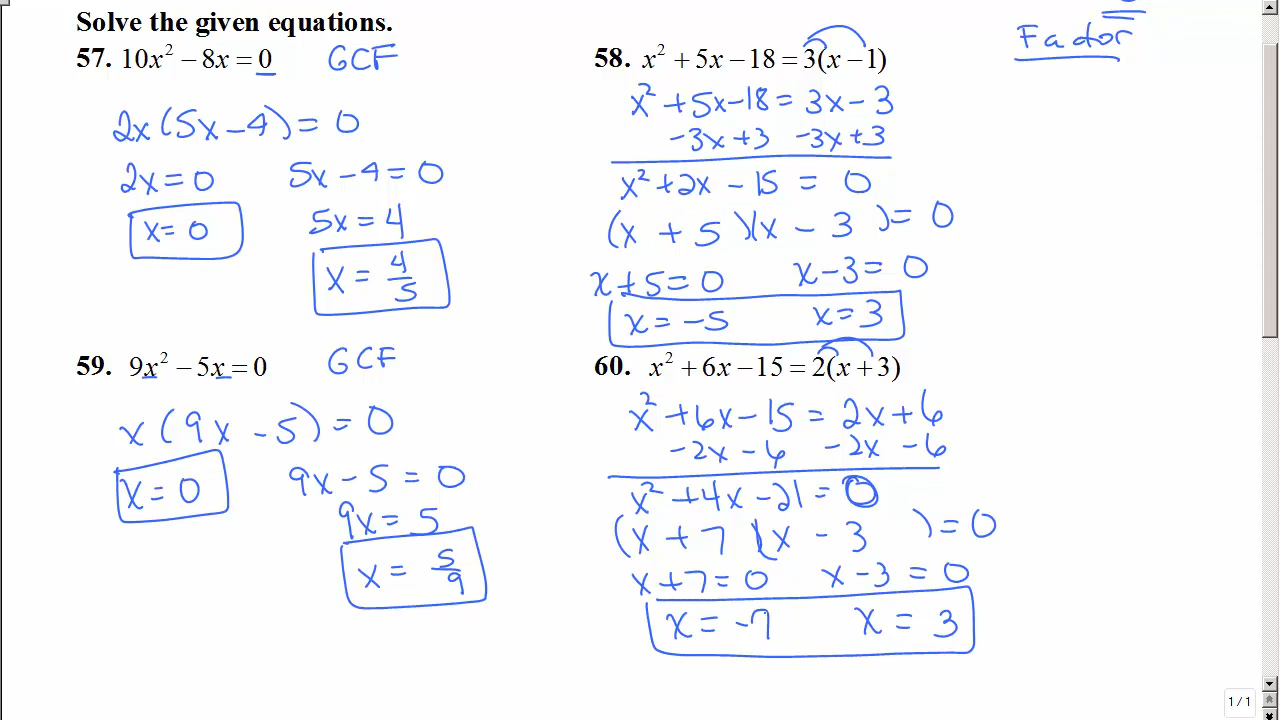 Solve the given equations.
Factor
57. 10x² − 8x = 0 GCF
2x(5x − 4) = 0
2x = 0 5x − 4 = 0
5x = 4
x = 0
x = 4/5
58. x² + 5x − 18 = 3(x − 1)
x² + 5x − 18 = 3x − 3
−3x + 3 −3x + 3
x² + 2x − 15 = 0
(x + 5)(x − 3) = 0
x + 5 = 0 x − 3 = 0
x = −5 x = 3
59. 9x² − 5x = 0 GCF
x(9x − 5) = 0
x = 0 9x − 5 = 0
9x = 5
x = 5/9
60. x² + 6x − 15 = 2(x + 3)
x² + 6x − 15 = 2x + 6
−2x − 6 −2x − 6
x² + 4x − 21 = 0
(x + 7)(x − 3) = 0
x + 7 = 0 x − 3 = 0
x = −7 x = 3
1 / 1